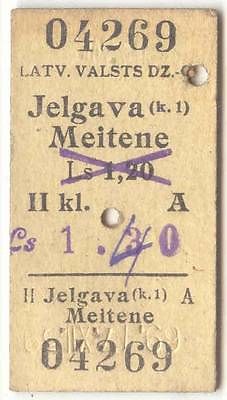 04269
LATV. VALSTS DZ.-C.
Jelgava (k. 1)
Meitene
Ls 1,20
II kl. A
Ls 1.40
II Jelgava (k. 1) A
Meitene
04269